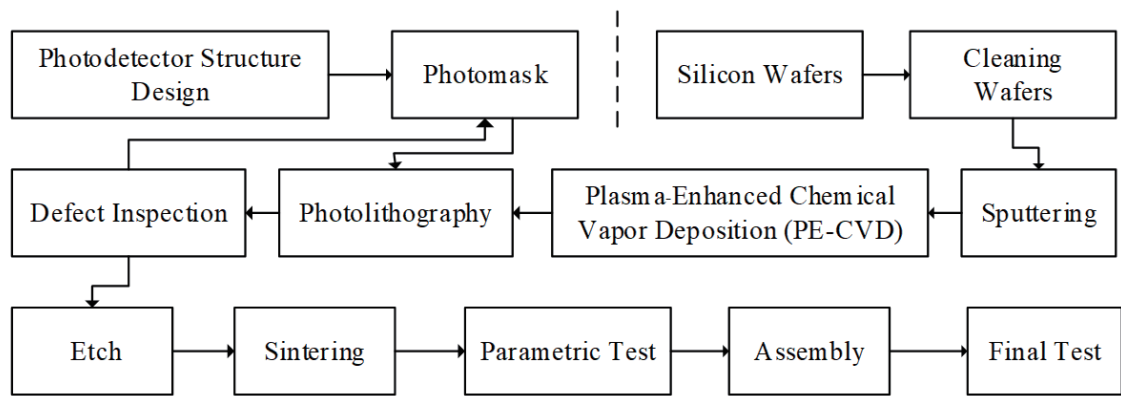 Photodetector Structure
Design
Photomask
Silicon Wafers
Cleaning
Wafers
Defect Inspection
Photolithography
Plasma-Enhanced Chemical
Vapor Deposition (PE-CVD)
Sputtering
Etch
Sintering
Parametric Test
Assembly
Final Test